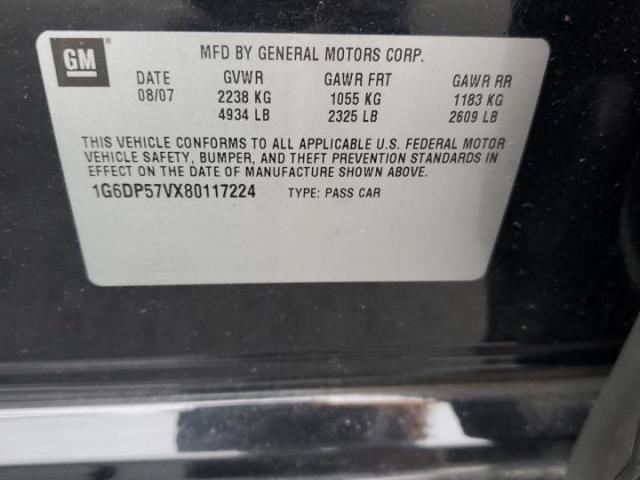 GM
MFD BY GENERAL MOTORS CORP.
DATE GVWR GAWR FRT GAWR RR
08/07 2238 KG 1055 KG 1183 KG
4934 LB 2325 LB 2609 LB
THIS VEHICLE CONFORMS TO ALL APPLICABLE U.S. FEDERAL MOTOR
VEHICLE SAFETY, BUMPER, AND THEFT PREVENTION STANDARDS IN
EFFECT ON THE DATE OF MANUFACTURE SHOWN ABOVE.
1G6DP57VX80117224 TYPE: PASS CAR